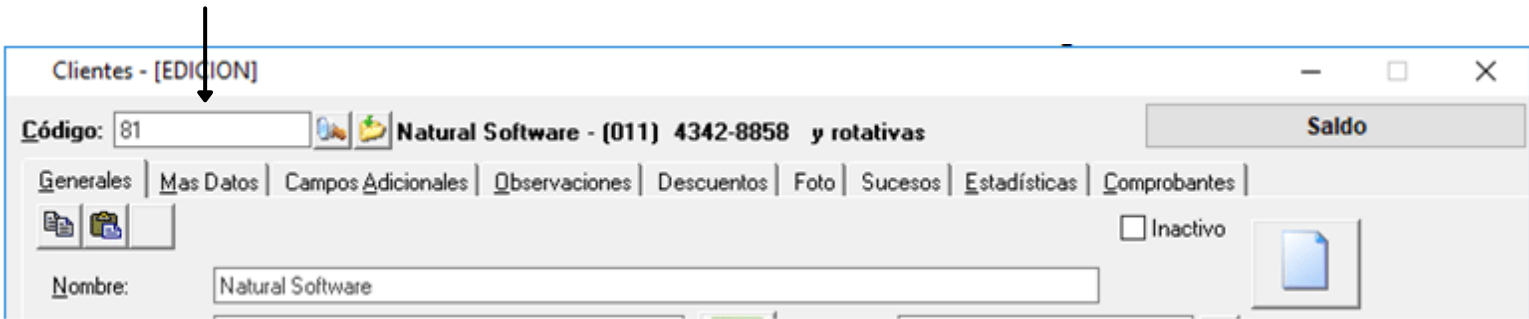 Clientes - [EDICION]
Código: 81 Natural Software - (011) 4342-8858 y rotativas Saldo
Generales Mas Datos Campos Adicionales Observaciones Descuentos Foto Sucesos Estadísticas Comprobantes
Inactivo
Nombre: Natural Software